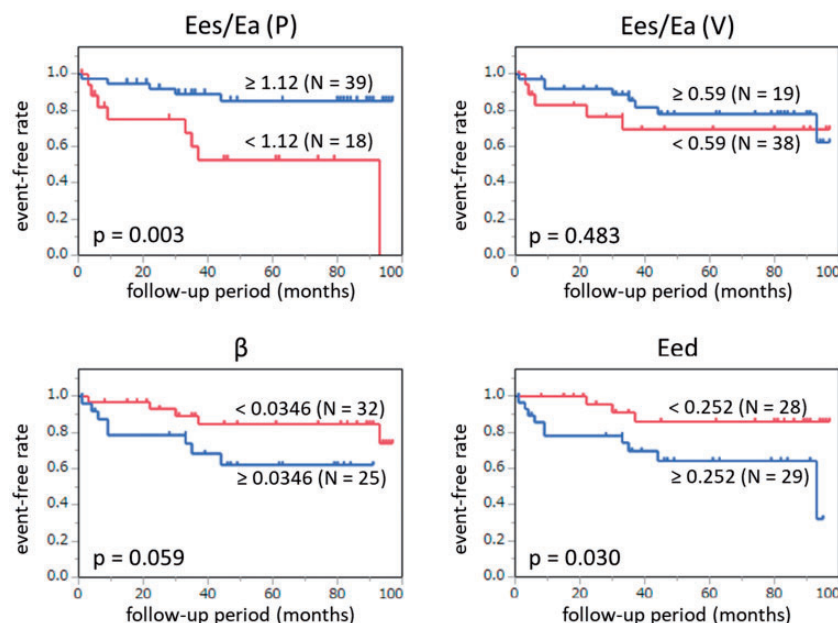 Ees/Ea (P)
1.0
0.8
0.6
0.4
0.2
0.0
event-free rate
≥ 1.12 (N = 39)
< 1.12 (N = 18)
p = 0.003
0 20 40 60 80 100
follow-up period (months)
Ees/Ea (V)
1.0
0.8
0.6
0.4
0.2
0.0
event-free rate
≥ 0.59 (N = 19)
< 0.59 (N = 38)
p = 0.483
0 20 40 60 80 100
follow-up period (months)
β
1.0
0.8
0.6
0.4
0.2
0.0
event-free rate
< 0.0346 (N = 32)
≥ 0.0346 (N = 25)
p = 0.059
0 20 40 60 80 100
follow-up period (months)
Eed
1.0
0.8
0.6
0.4
0.2
0.0
event-free rate
< 0.252 (N = 28)
≥ 0.252 (N = 29)
p = 0.030
0 20 40 60 80 100
follow-up period (months)